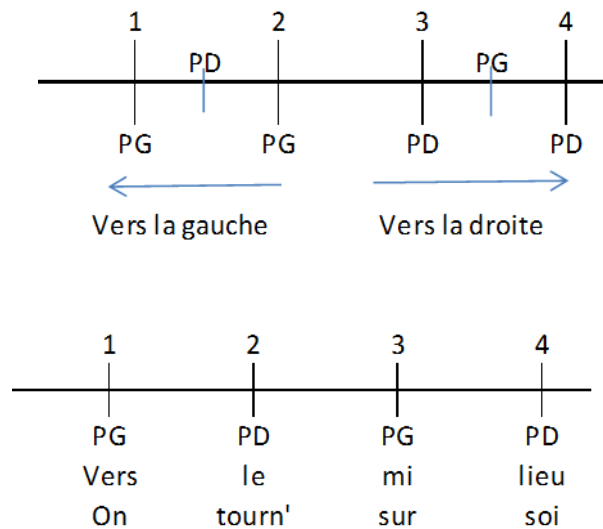 1 2 3 4
PD PG
PG PG PD PD
Vers la gauche Vers la droite
1 2 3 4
PG PD PG PD
Vers le mi lieu
On tourn' sur soi